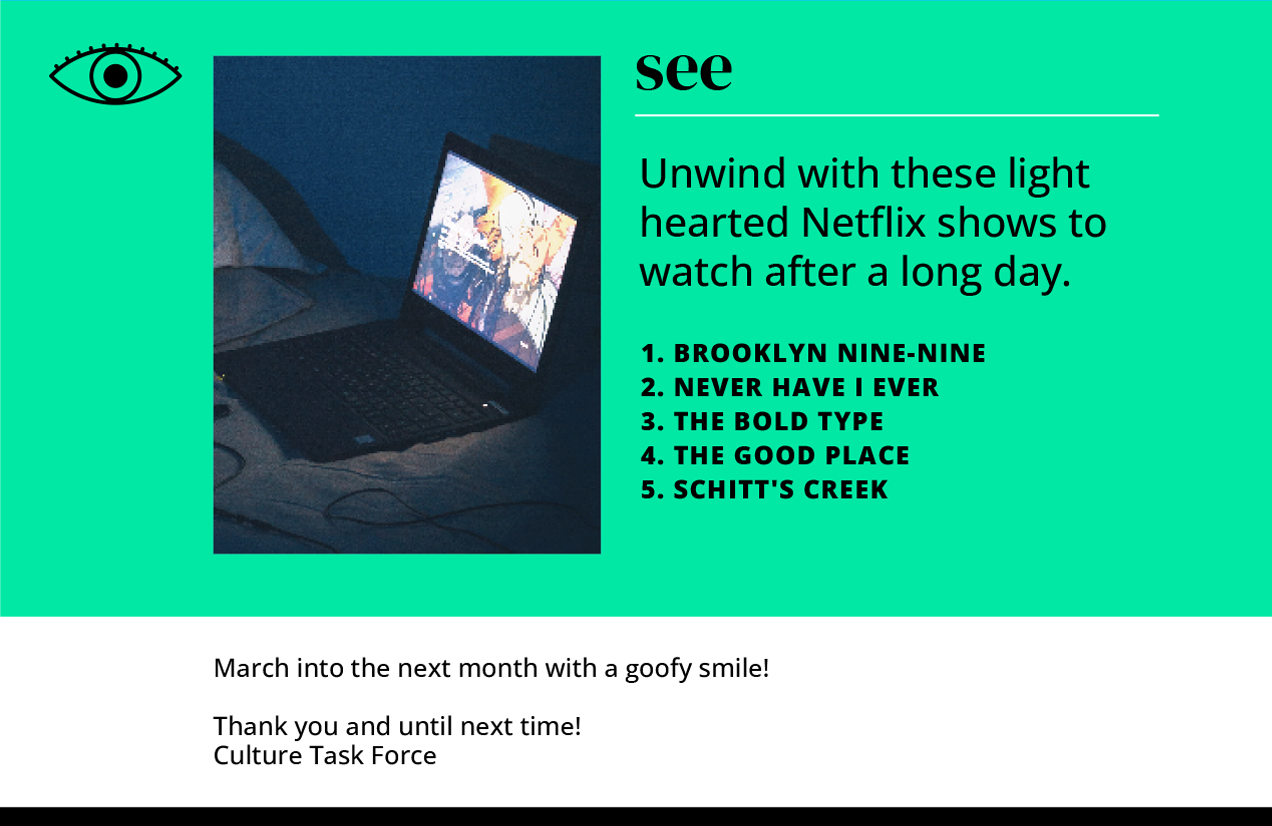 see
Unwind with these light
hearted Netflix shows to
watch after a long day.
1. BROOKLYN NINE-NINE
2. NEVER HAVE I EVER
3. THE BOLD TYPE
4. THE GOOD PLACE
5. SCHITT'S CREEK
March into the next month with a goofy smile!
Thank you and until next time!
Culture Task Force